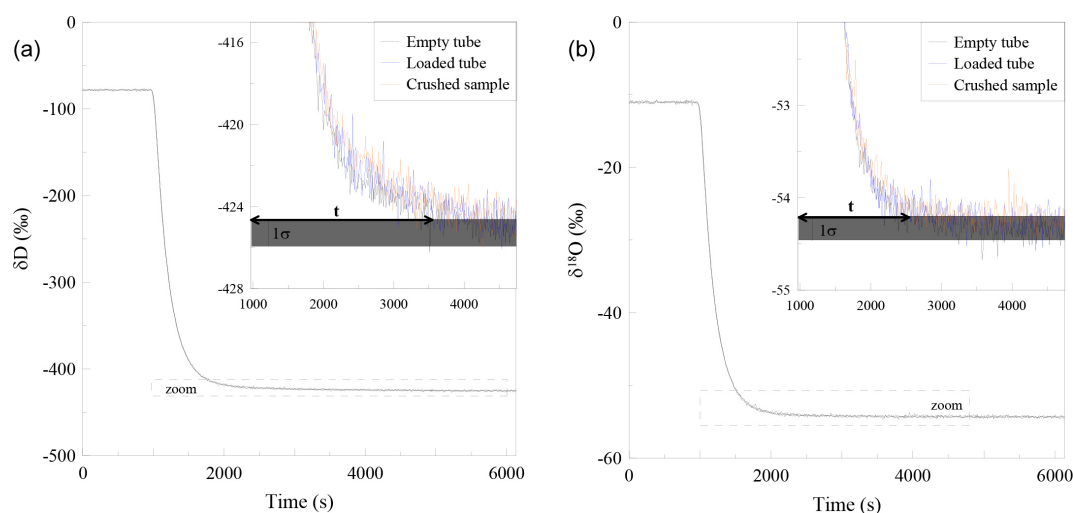 (a)
δD (‰)
0
-100
-200
-300
-400
-500
0
2000
4000
6000
Time (s)
zoom
-416
-420
-424
-428
1000
2000
3000
4000
Empty tube
Loaded tube
Crushed sample
t
1σ
(b)
δ¹⁸O (‰)
0
-20
-40
-60
0
2000
4000
6000
Time (s)
zoom
-53
-54
-55
1000
2000
3000
4000
Empty tube
Loaded tube
Crushed sample
t
1σ